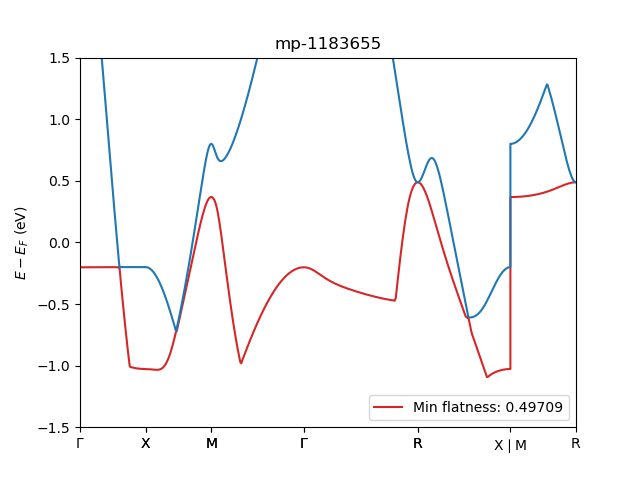 mp-1183655
1.5
1.0
0.5
0.0
−0.5
−1.0
−1.5
E − E_F (eV)
Min flatness: 0.49709
Γ X M Γ R X | M R